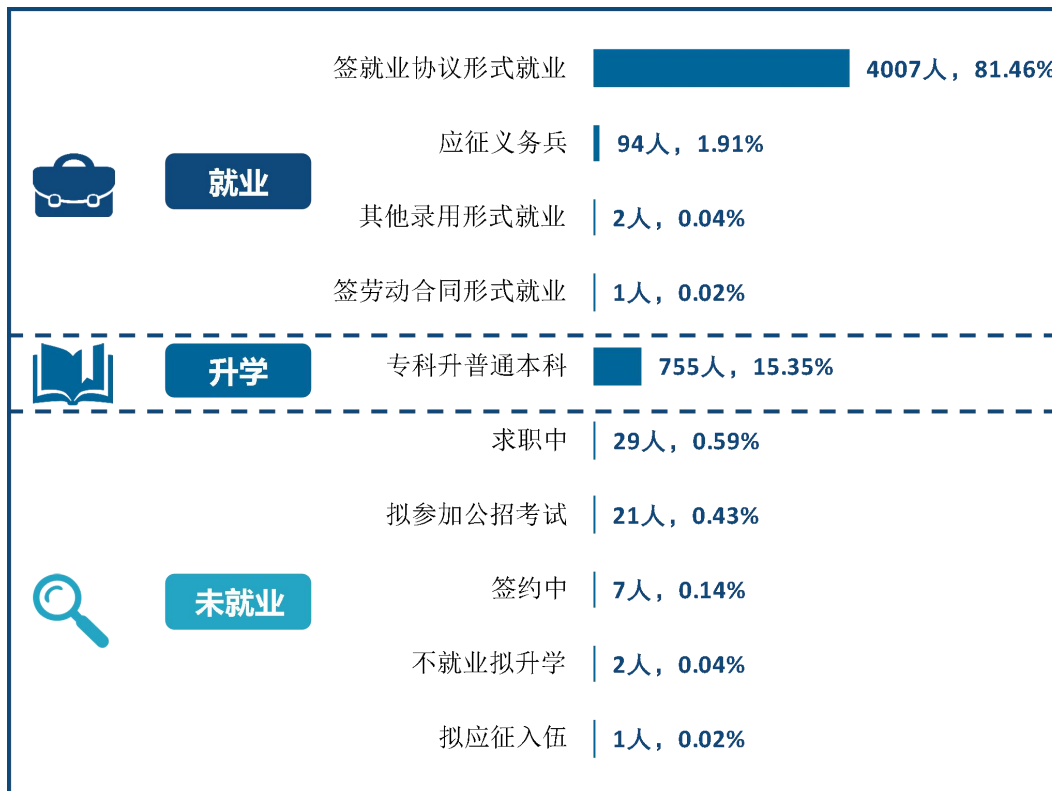 签就业协议形式就业 4007人，81.46%
应征义务兵 94人，1.91%
就业
其他录用形式就业 2人，0.04%
签劳动合同形式就业 1人，0.02%
升学 专科升普通本科 755人，15.35%
求职中 29人，0.59%
拟参加公招考试 21人，0.43%
未就业 签约中 7人，0.14%
不就业拟升学 2人，0.04%
拟应征入伍 1人，0.02%